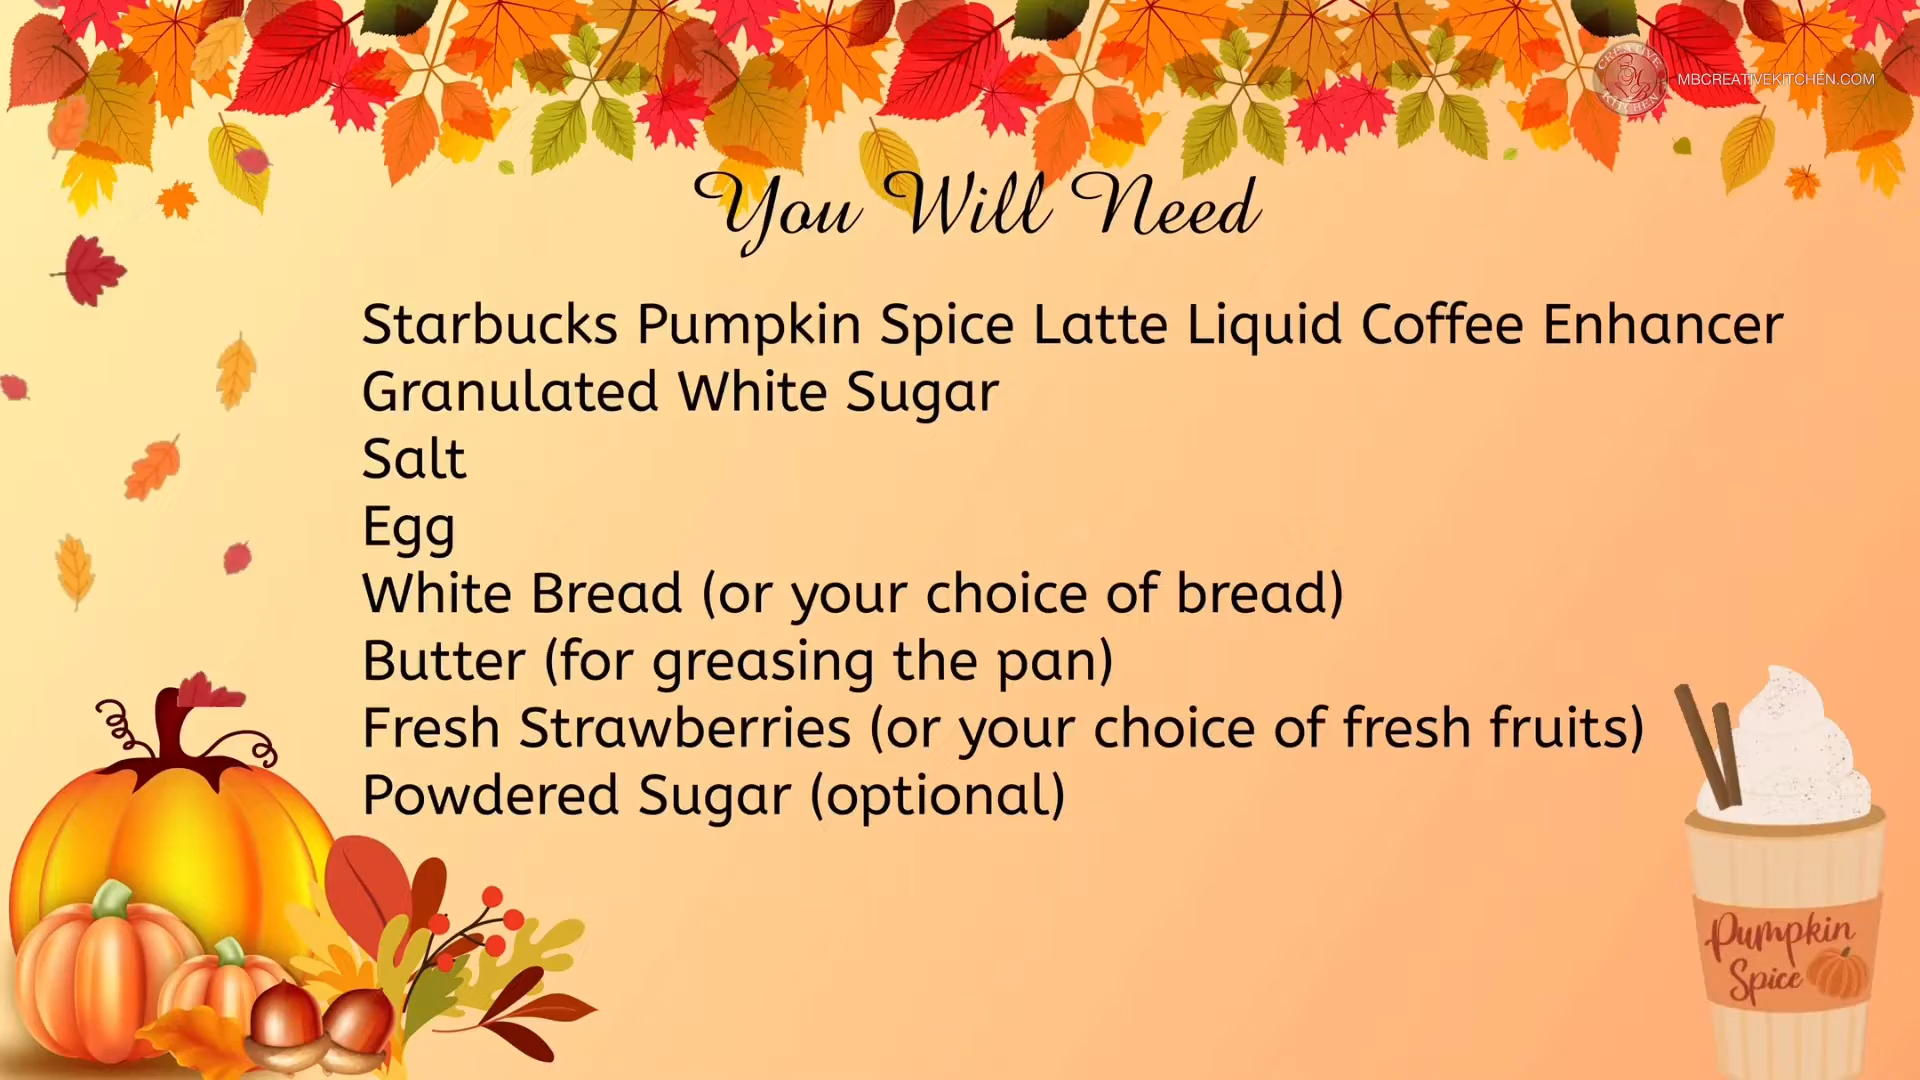 CREATIVE
KITCHEN
MBCREATIVEKITCHEN.COM
You Will Need
Starbucks Pumpkin Spice Latte Liquid Coffee Enhancer
Granulated White Sugar
Salt
Egg
White Bread (or your choice of bread)
Butter (for greasing the pan)
Fresh Strawberries (or your choice of fresh fruits)
Powdered Sugar (optional)
Pumpkin
Spice